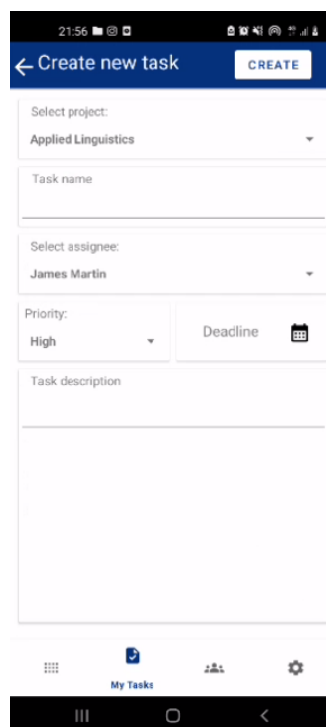 21:56
Create new task
CREATE
Select project:
Applied Linguistics
Task name
Select assignee:
James Martin
Priority:
High
Deadline
Task description
My Tasks